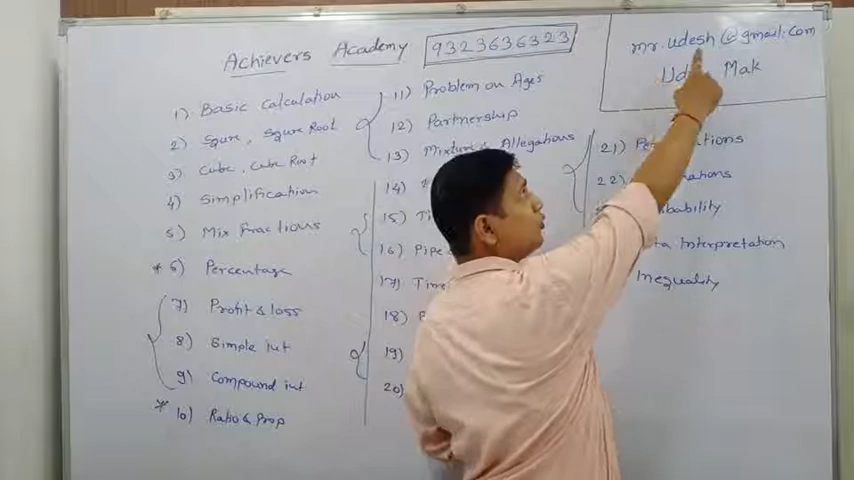 Achievers Academy
9323636323
mr.udesh@gmail.com
Mak
1) Basic Calculation
2) Squre, Squre Root
3) Cube, Cube Root
4) Simplification
5) Mix Fractions
* 6) Percentage
7) Profit & loss
8) Simple int
9) Compound int
* 10) Ratio & Prop
11) Problem on Ages
12) Partnership
13) Mixture & Allegations
14)
15)
16) Pipe
17) Time
18)
19)
20)
21)
22)
Interpretation
Inequality